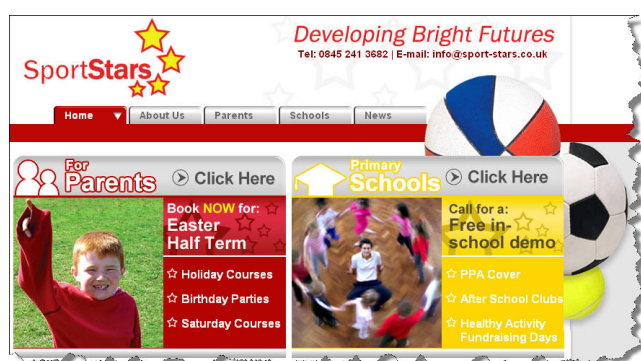 SportStars
Developing Bright Futures
Tel: 0845 241 3682 | E-mail: info@sport-stars.co.uk
Home
About Us
Parents
Schools
News
For
Parents
Click Here
Book NOW for:
Easter
Half Term
Holiday Courses
Birthday Parties
Saturday Courses
Primary
Schools
Click Here
Call for a:
Free in-
school demo
PPA Cover
After School Clubs
Healthy Activity
Fundraising Days